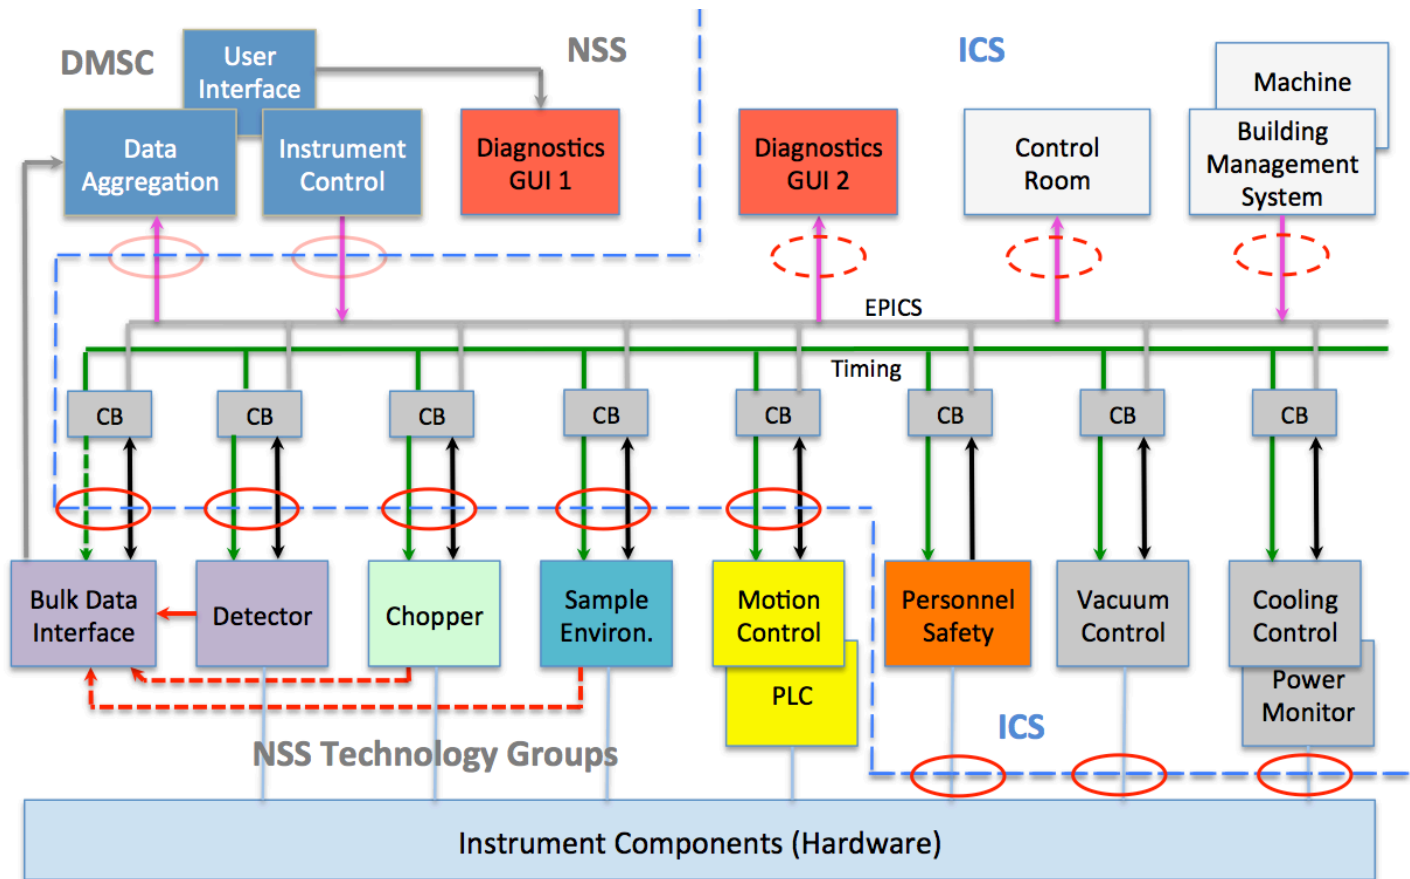 DMSC
User
Interface
NSS
ICS
Machine
Data
Aggregation
Instrument
Control
Diagnostics
GUI 1
Diagnostics
GUI 2
Control
Room
Building
Management
System
EPICS
Timing
CB
CB
CB
CB
CB
CB
CB
CB
Bulk Data
Interface
Detector
Chopper
Sample
Environ.
Motion
Control
PLC
Personnel
Safety
Vacuum
Control
Cooling
Control
Power
Monitor
NSS Technology Groups
ICS
Instrument Components (Hardware)